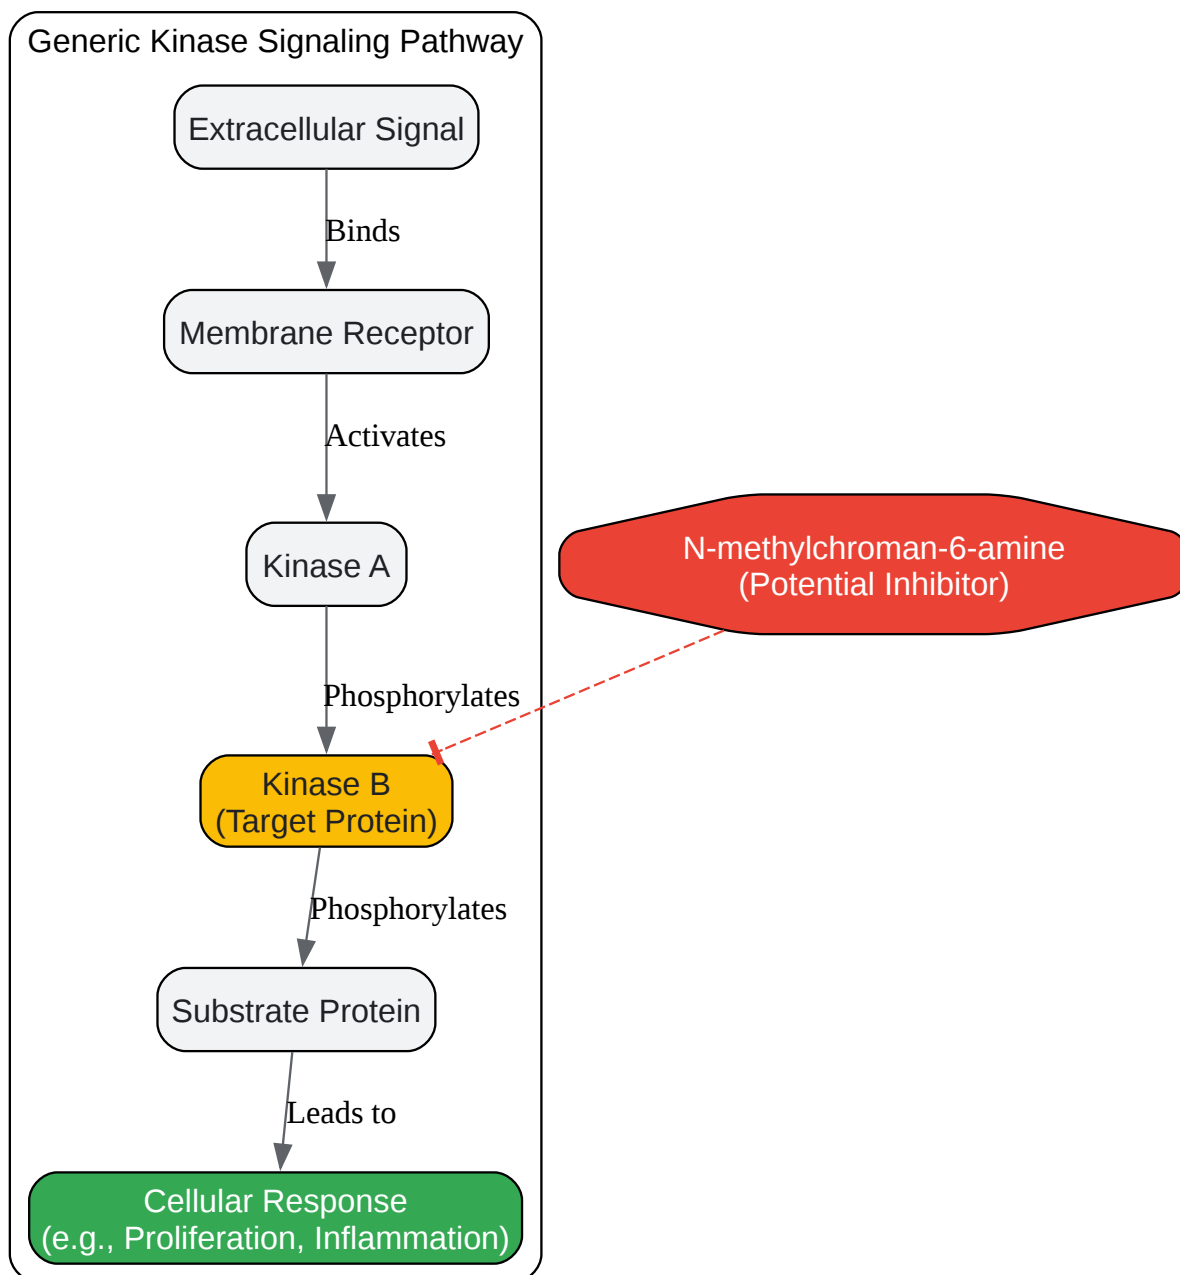 Generic Kinase Signaling Pathway
Extracellular Signal
Binds
Membrane Receptor
Activates
Kinase A
N-methylchroman-6-amine
(Potential Inhibitor)
Phosphorylates
Kinase B
(Target Protein)
Phosphorylates
Substrate Protein
Leads to
Cellular Response
(e.g., Proliferation, Inflammation)